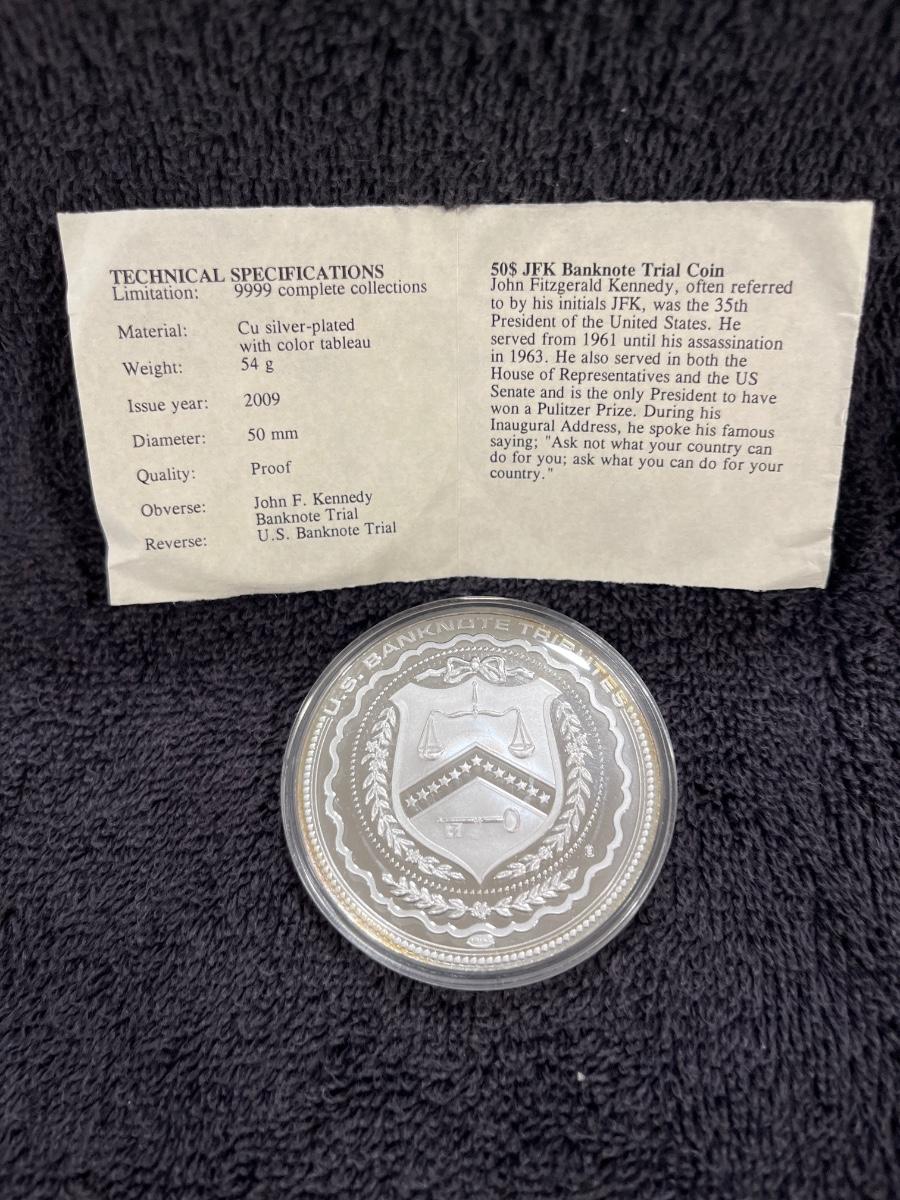 TECHNICAL SPECIFICATIONS
Limitation: 9999 complete collections
Material: Cu silver-plated
with color tableau
Weight: 54 g
Issue year: 2009
Diameter: 50 mm
Quality: Proof
Obverse: John F. Kennedy
Banknote Trial
Reverse: U.S. Banknote Trial
50$ JFK Banknote Trial Coin
John Fitzgerald Kennedy, often referred
to by his initials JFK, was the 35th
President of the United States. He
served from 1961 until his assassination
in 1963. He also served in both the
House of Representatives and the US
Senate and is the only President to have
won a Pulitzer Prize. During his
Inaugural Address, he spoke his famous
saying; "Ask not what your country can
do for you; ask what you can do for your
country."
U.S. BANKNOTE TRIBUTES